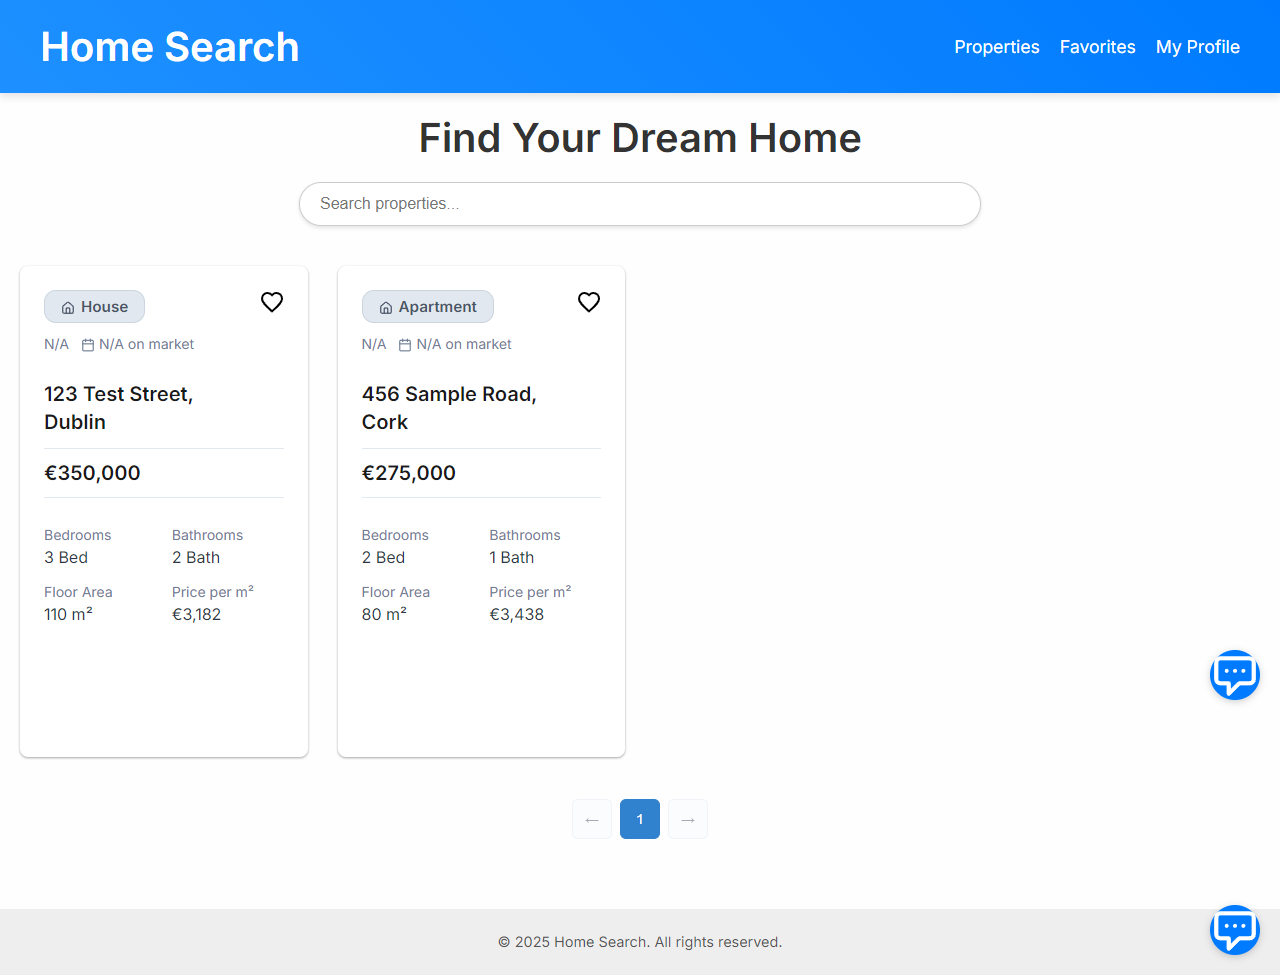 Home Search
Properties Favorites My Profile
Find Your Dream Home
Search properties...
House
N/A N/A on market
123 Test Street,
Dublin
€350,000
Bedrooms Bathrooms
3 Bed 2 Bath
Floor Area Price per m²
110 m² €3,182
Apartment
N/A N/A on market
456 Sample Road,
Cork
€275,000
Bedrooms Bathrooms
2 Bed 1 Bath
Floor Area Price per m²
80 m² €3,438
← 1 →
© 2025 Home Search. All rights reserved.